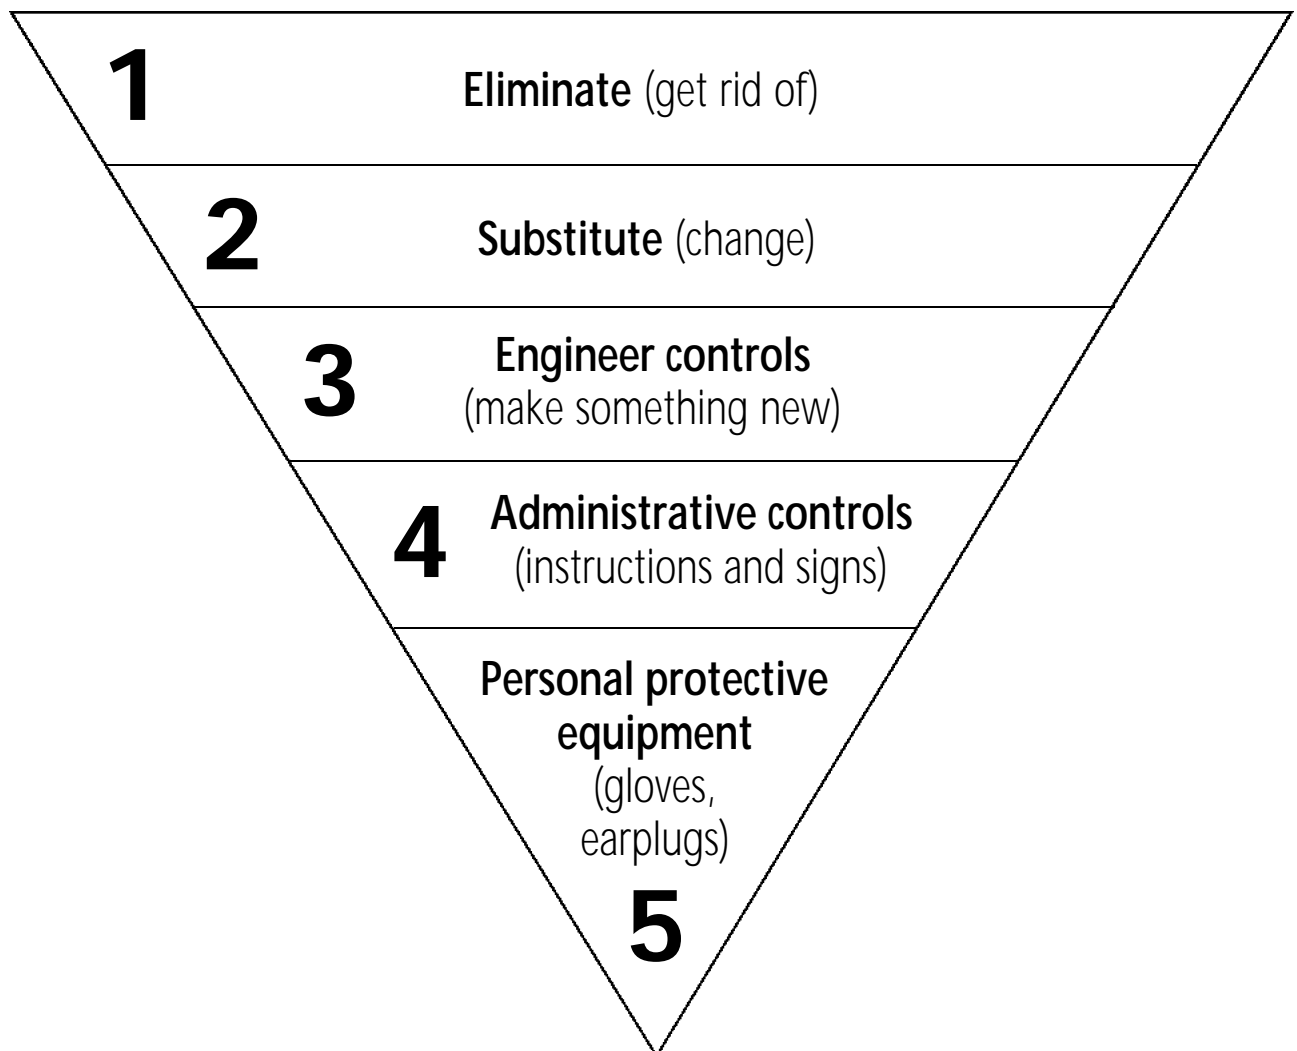 1 Eliminate (get rid of)
2 Substitute (change)
3 Engineer controls
(make something new)
4 Administrative controls
(instructions and signs)
Personal protective
equipment
(gloves,
earplugs)
5